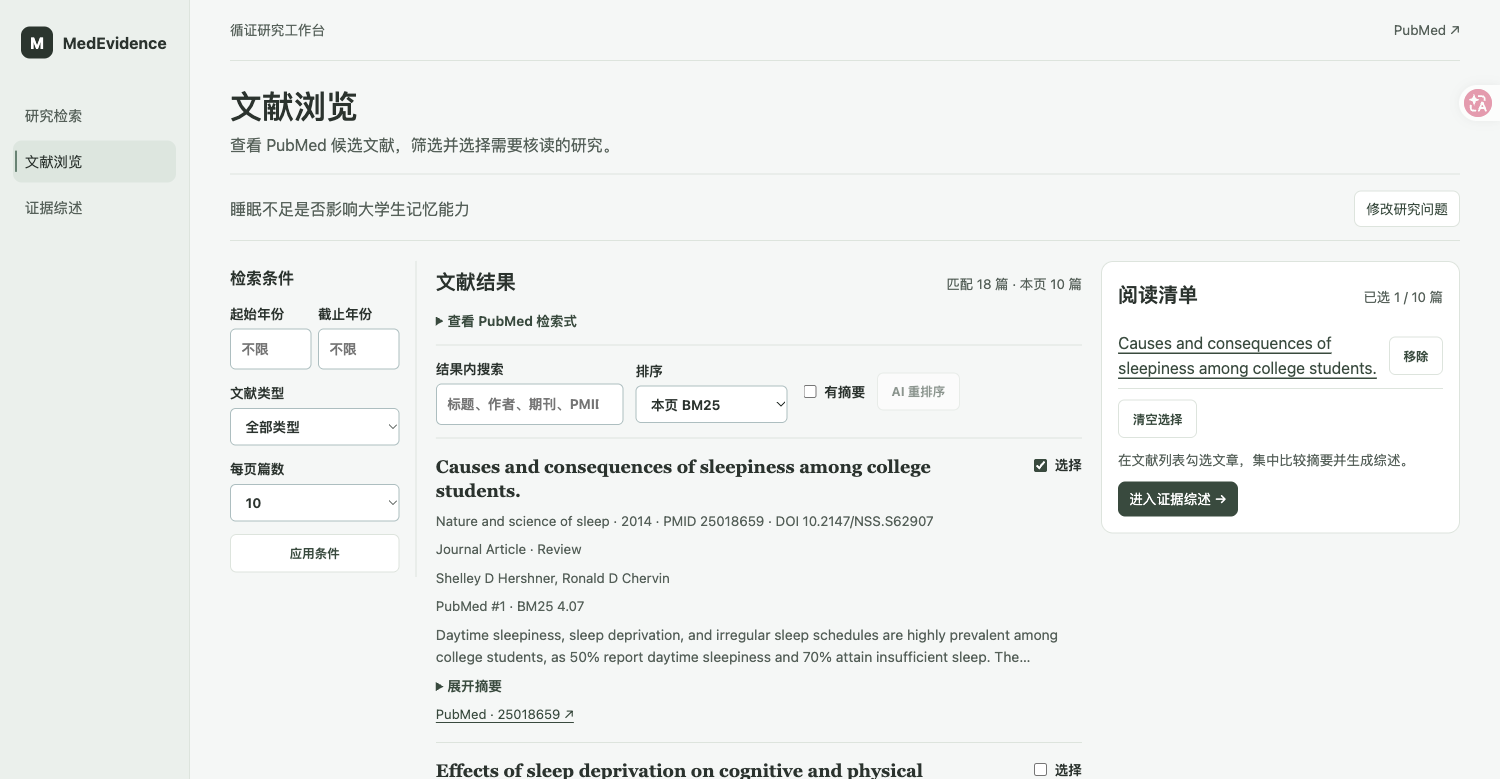 M MedEvidence
研究检索
文献浏览
证据综述
循证研究工作台
PubMed ↗
文献浏览
查看 PubMed 候选文献，筛选并选择需要核读的研究。
睡眠不足是否影响大学生记忆能力
修改研究问题
检索条件
起始年份 截止年份
不限 不限
文献类型
全部类型
每页篇数
10
应用条件
文献结果
匹配 18 篇 · 本页 10 篇
▶ 查看 PubMed 检索式
结果内搜索
标题、作者、期刊、PMI
排序
本页 BM25
有摘要
AI 重排序
Causes and consequences of sleepiness among college
students.
选择
Nature and science of sleep · 2014 · PMID 25018659 · DOI 10.2147/NSS.S62907
Journal Article · Review
Shelley D Hershner, Ronald D Chervin
PubMed #1 · BM25 4.07
Daytime sleepiness, sleep deprivation, and irregular sleep schedules are highly prevalent among
college students, as 50% report daytime sleepiness and 70% attain insufficient sleep. The…
▶ 展开摘要
PubMed · 25018659 ↗
Effects of sleep deprivation on cognitive and physical
选择
阅读清单
已选 1 / 10 篇
Causes and consequences of
sleepiness among college students.
移除
清空选择
在文献列表勾选文章，集中比较摘要并生成综述。
进入证据综述 →